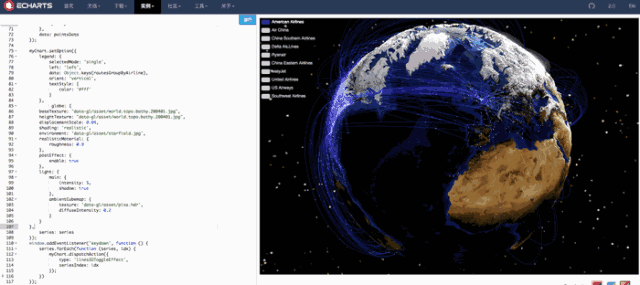 ECHARTS
首页
文档
下载
实例
社区
工具
关于
En
72 },
73 data: pointsData
74 });
75 myChart.setOption({
76 legend: {
77 selectedMode: 'single',
78 left: 'left',
79 data: Object.keys(routesGroupByAirline),
80 orient: 'vertical',
81 textStyle: {
82 color: '#fff'
83 }
84 },
85 globe: {
86 baseTexture: 'data-gl/asset/world.topo.bathy.200401.jpg',
87 heightTexture: 'data-gl/asset/world.topo.bathy.200401.jpg',
88 displacementScale: 0.04,
89 shading: 'realistic',
90 environment: 'data-gl/asset/starfield.jpg',
91 realisticMaterial: {
92 roughness: 0.9
93 },
94 postEffect: {
95 enable: true
96 },
97 light: {
98 main: {
99 intensity: 5,
100 shadow: true
101 },
102 ambientCubemap: {
103 texture: 'data-gl/asset/pisa.hdr',
104 diffuseIntensity: 0.2
105 }
106 }
107 },
108 series: series
109 });
110 window.addEventListener('keydown', function () {
111 series.forEach(function (series, idx) {
112 myChart.dispatchAction({
113 type: 'lines3DToggleEffect',
114 seriesIndex: idx
115 });
116 })
117 });
运行
American Airlines
Air China
China Southern Airlines
Delta Air Lines
Ryanair
China Eastern Airlines
easyJet
United Airlines
US Airways
Southwest Airlines